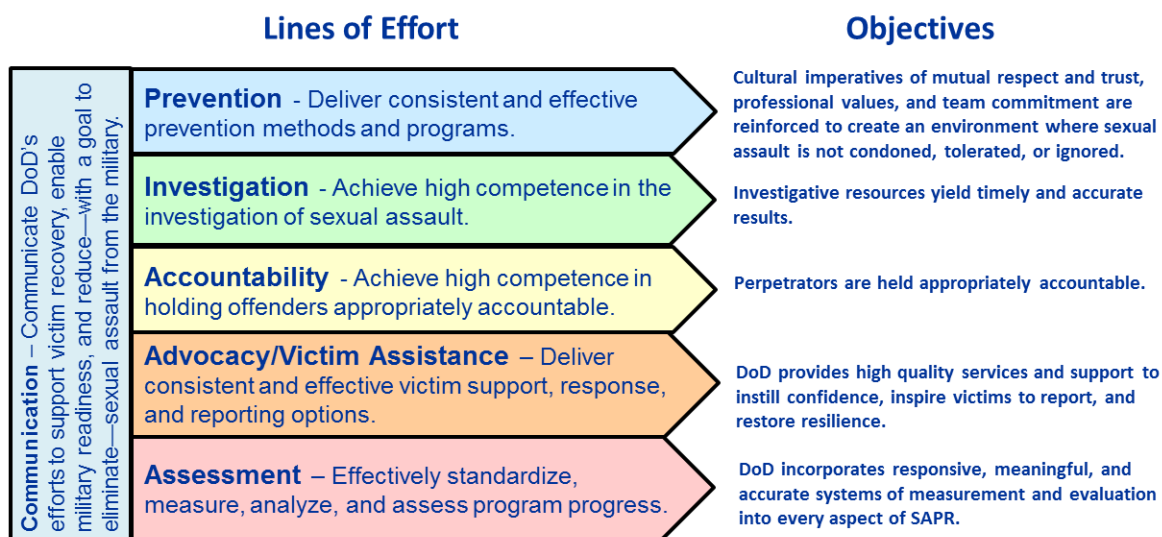 Lines of Effort
Objectives
Communication – Communicate DoD's
efforts to support victim recovery, enable
military readiness, and reduce—with a goal to
eliminate—sexual assault from the military.
Prevention - Deliver consistent and effective
prevention methods and programs.
Cultural imperatives of mutual respect and trust,
professional values, and team commitment are
reinforced to create an environment where sexual
assault is not condoned, tolerated, or ignored.
Investigation - Achieve high competence in the
investigation of sexual assault.
Investigative resources yield timely and accurate
results.
Accountability - Achieve high competence in
holding offenders appropriately accountable.
Perpetrators are held appropriately accountable.
Advocacy/Victim Assistance – Deliver
consistent and effective victim support, response,
and reporting options.
DoD provides high quality services and support to
instill confidence, inspire victims to report, and
restore resilience.
Assessment – Effectively standardize,
measure, analyze, and assess program progress.
DoD incorporates responsive, meaningful, and
accurate systems of measurement and evaluation
into every aspect of SAPR.